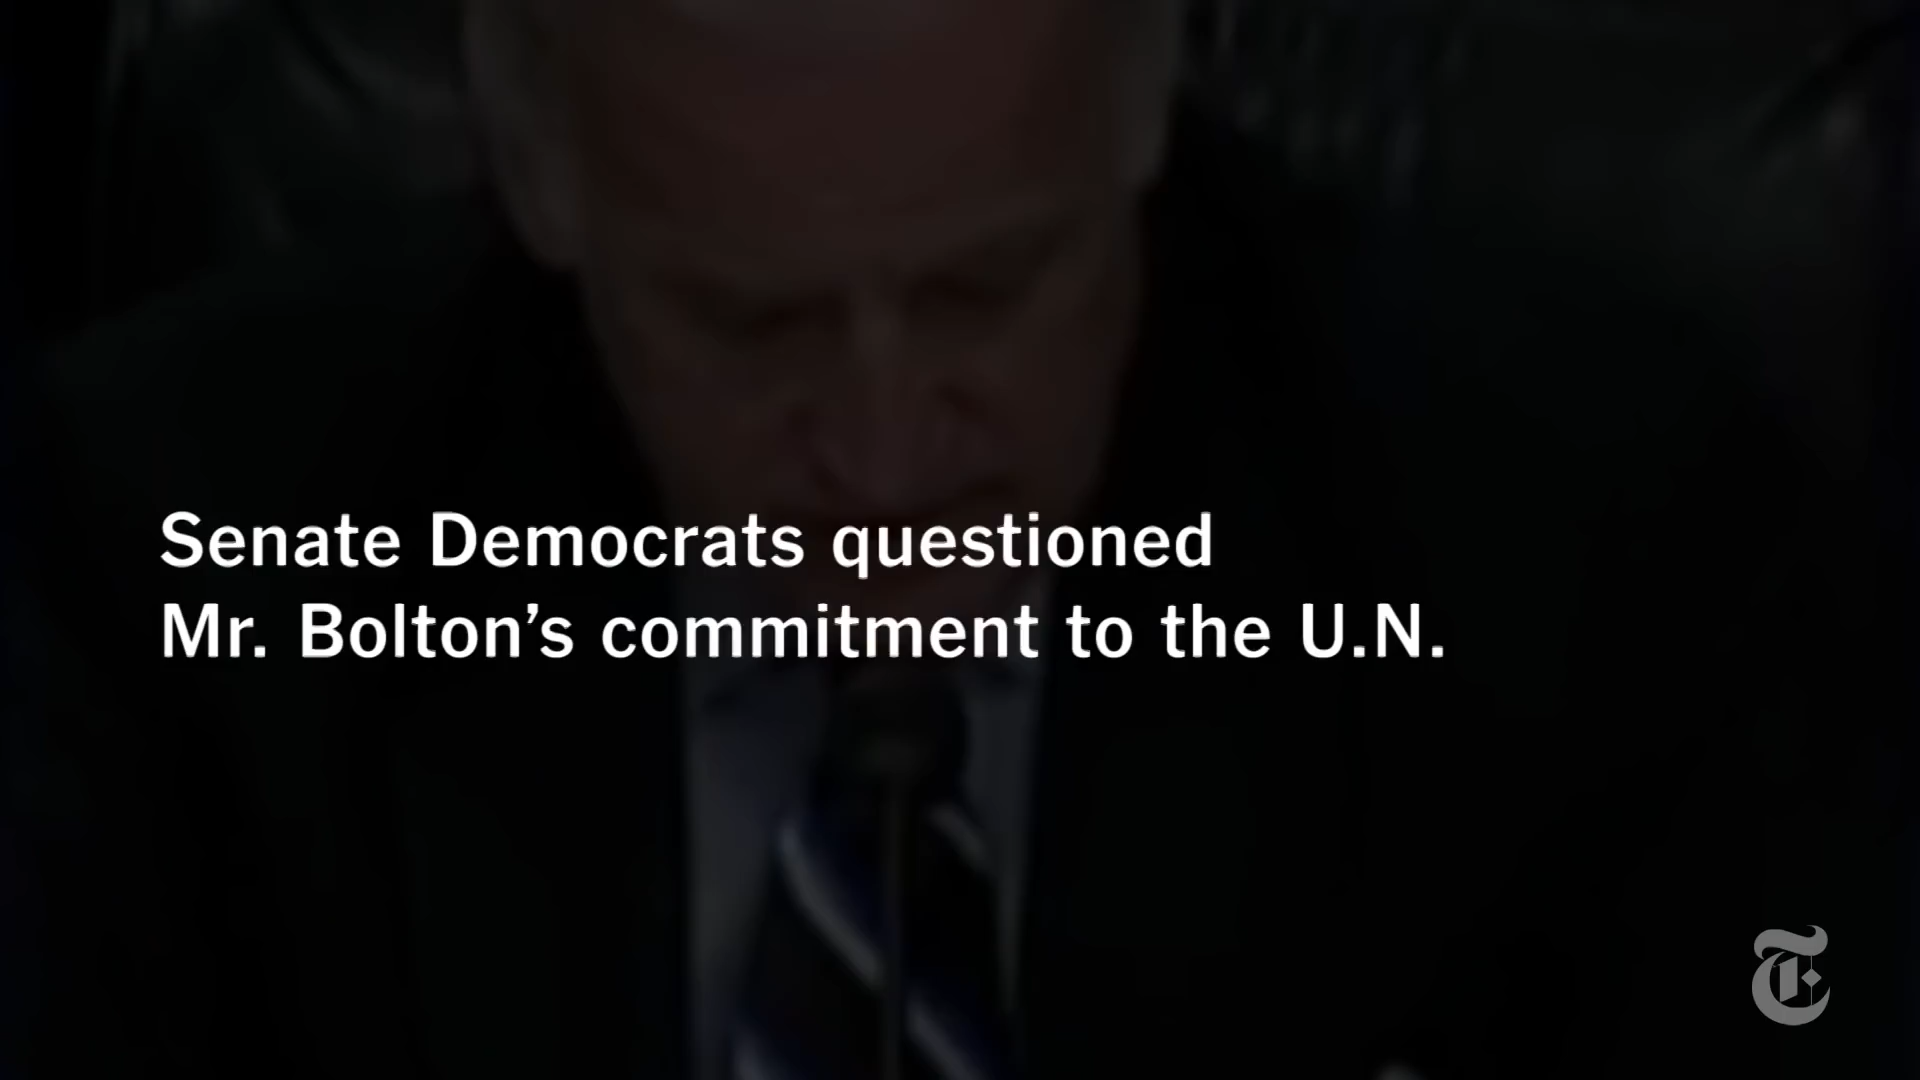 Senate Democrats questioned
Mr. Bolton’s commitment to the U.N.